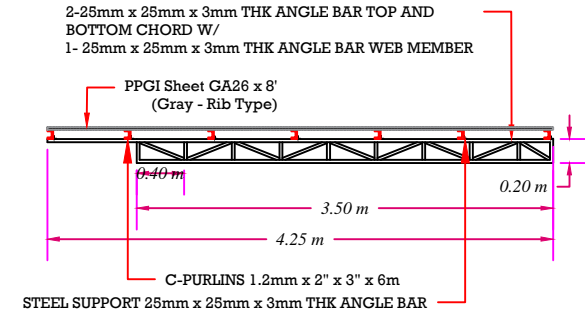 2-25mm x 25mm x 3mm THK ANGLE BAR TOP AND
BOTTOM CHORD W/
1- 25mm x 25mm x 3mm THK ANGLE BAR WEB MEMBER
PPGI Sheet GA26 x 8'
(Gray - Rib Type)
0.40 m
0.20 m
3.50 m
4.25 m
C-PURLINS 1.2mm x 2" x 3" x 6m
STEEL SUPPORT 25mm x 25mm x 3mm THK ANGLE BAR